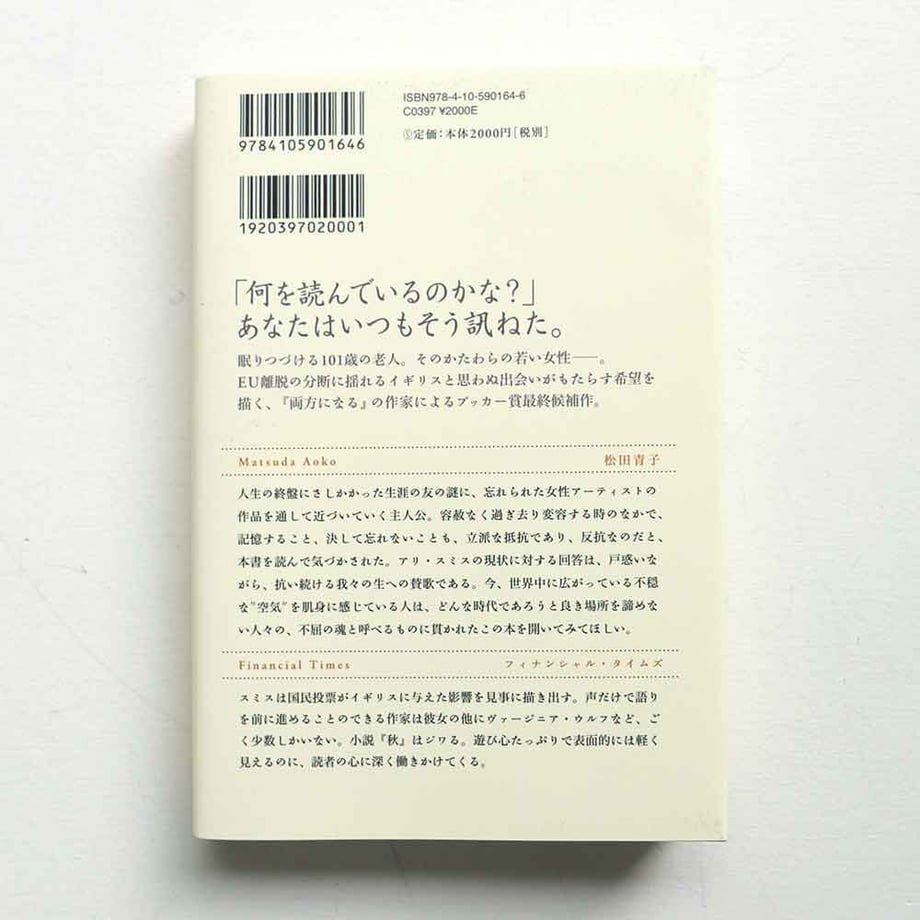 ISBN978-4-10-590164-6
C0397 ¥2000E
Ⓢ定価：本体2000円［税別］
9784105901646
1920397020001
「何を読んでいるのかな？」
あなたはいつもそう訊ねた。
眠りつづける101歳の老人。そのかたわらの若い女性――。
EU離脱の分断に揺れるイギリスと思わぬ出会いがもたらす希望を
描く、『両方になる』の作家によるブッカー賞最終候補作。
Matsuda Aoko 松田青子
人生の終盤にさしかかった生涯の友の謎に、忘れられた女性アーティストの
作品を通して近づいていく主人公。容赦なく過ぎ去り変容する時のなかで、
記憶すること、決して忘れないことも、立派な抵抗であり、反抗なのだと、
本書を読んで気づかされた。アリ・スミスの現状に対する回答は、戸惑いな
がら、抗い続ける我々の生への賛歌である。今、世界中に広がっている不穏
な"空気"を肌身に感じている人は、どんな時代であろうと良き場所を諦めな
い人々の、不屈の魂と呼べるものに貫かれたこの本を開いてみてほしい。
Financial Times フィナンシャル・タイムズ
スミスは国民投票がイギリスに与えた影響を見事に描き出す。声だけで語り
を前に進めることのできる作家は彼女の他にヴァージニア・ウルフなど、ご
く少数しかいない。小説『秋』はジワる。遊び心たっぷりで表面的には軽く
見えるのに、読者の心に深く働きかけてくる。